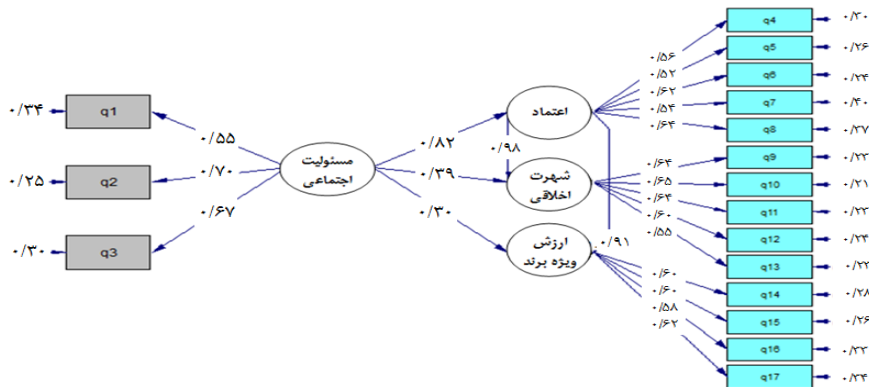 ۰/۳۴
q1
۰/۵۵
۰/۲۵
q2
۰/۷۰
۰/۳۰
q3
۰/۶۷
مسئولیت
اجتماعی
۰/۸۲
۰/۳۹
۰/۳۰
اعتماد
۰/۹۸
شهرت
اخلاقی
ارزش
ویژه برند
۰/۹۱
۰/۵۶
۰/۵۲
۰/۶۲
۰/۵۴
۰/۶۴
۰/۶۴
۰/۶۵
۰/۶۴
۰/۶۰
۰/۵۵
۰/۶۰
۰/۶۰
۰/۵۸
۰/۶۲
q4
۰/۳۰
q5
۰/۲۶
q6
۰/۲۴
q7
۰/۴۰
q8
q9
۰/۲۳
q10
۰/۲۱
q11
۰/۲۳
q12
۰/۲۴
q13
۰/۲۲
q14
۰/۲۸
q15
۰/۲۶
q16
۰/۳۳
q17
۰/۳۴